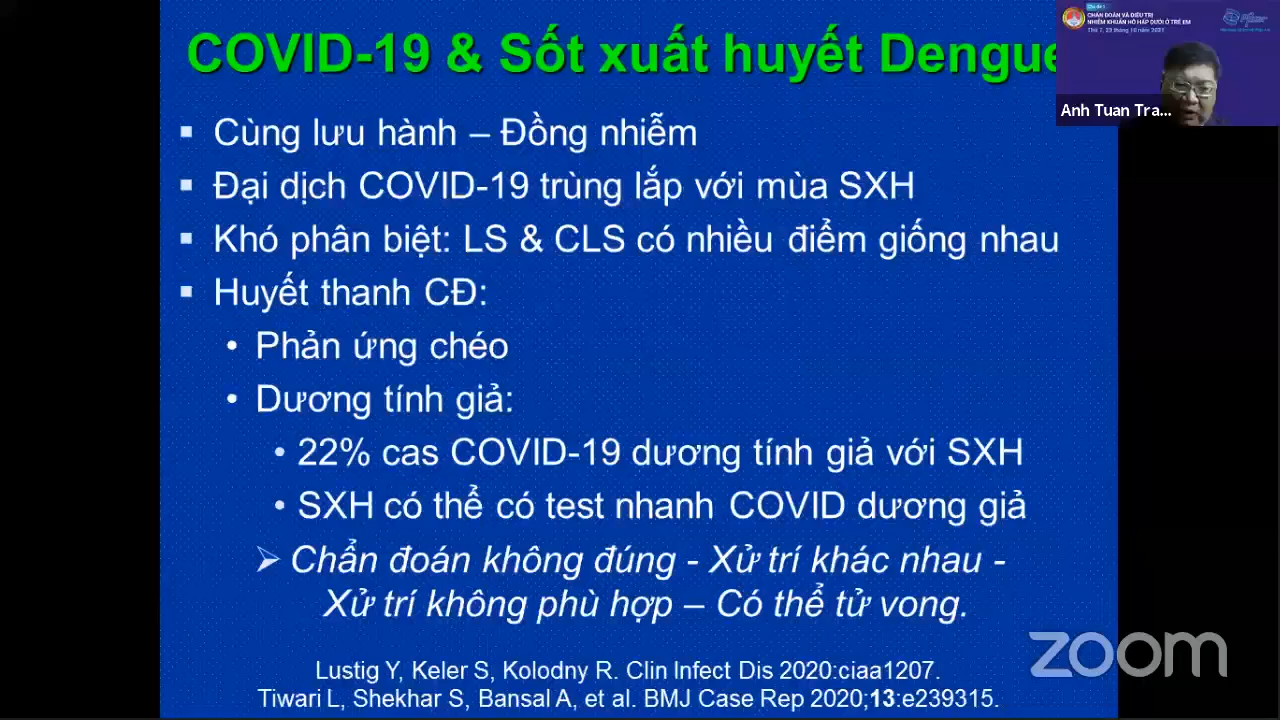 COVID-19 & Sốt xuất huyết Dengue
▪ Cùng lưu hành – Đồng nhiễm
▪ Đại dịch COVID-19 trùng lắp với mùa SXH
▪ Khó phân biệt: LS & CLS có nhiều điểm giống nhau
▪ Huyết thanh CĐ:
• Phản ứng chéo
• Dương tính giả:
• 22% cas COVID-19 dương tính giả với SXH
• SXH có thể có test nhanh COVID dương giả
➢ Chẩn đoán không đúng - Xử trí khác nhau -
Xử trí không phù hợp – Có thể tử vong.
Lustig Y, Keler S, Kolodny R. Clin Infect Dis 2020:ciaa1207.
Tiwari L, Shekhar S, Bansal A, et al. BMJ Case Rep 2020;13:e239315.
CHẨN ĐOÁN VÀ ĐIỀU TRỊ
NHIỄM KHUẨN HÔ HẤP DƯỚI Ở TRẺ EM
Thứ 7, 23 tháng 10 năm 2021
Pfizer
Anh Tuan Tra...
zoom